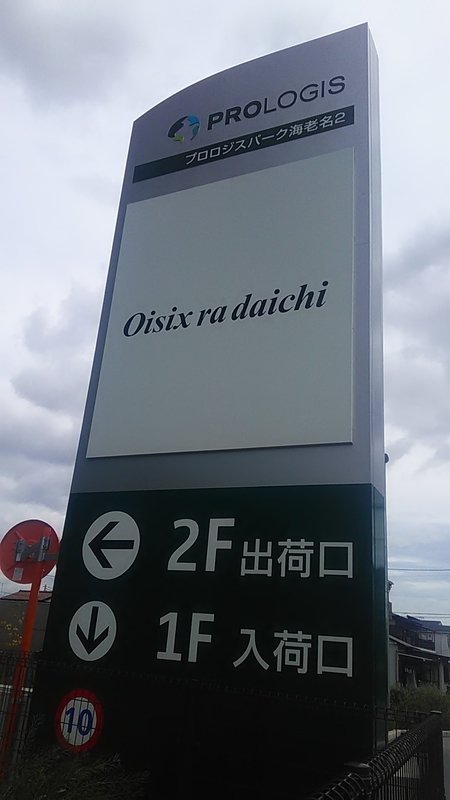 PROLOGIS
プロロジスパーク海老名2
Oisix ra daichi
2F 出荷口
1F 入荷口
10